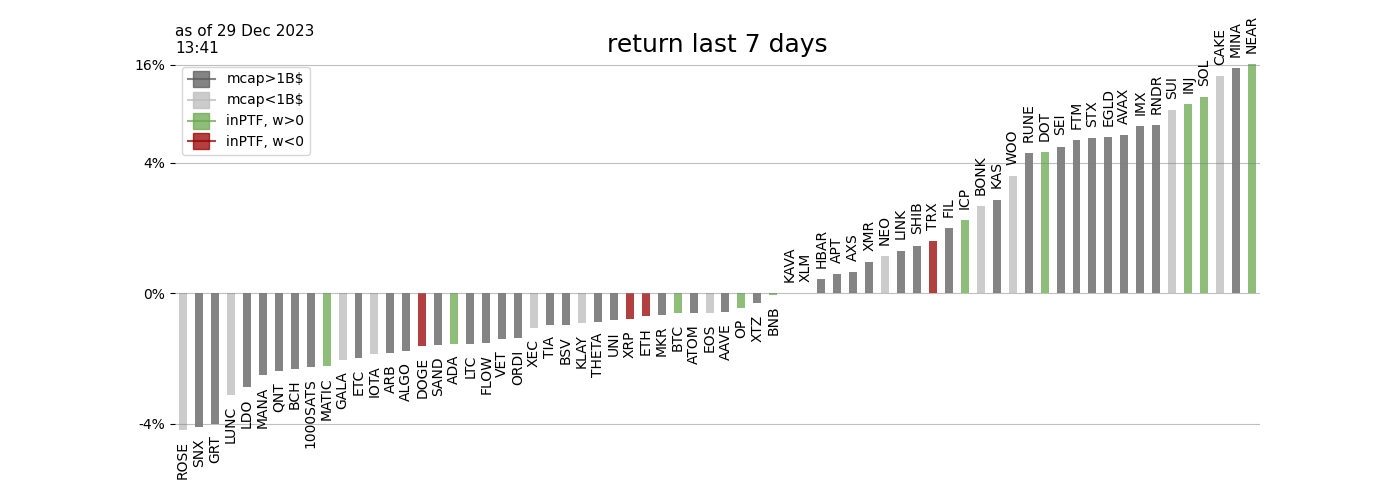 as of 29 Dec 2023
13:41
return last 7 days
16%
4%
0%
-4%
mcap>1B$
mcap<1B$
inPTF, w>0
inPTF, w<0
ROSE
SNX
GRT
LUNC
LDO
MANA
QNT
BCH
1000SATS
MATIC
GALA
ETC
IOTA
ARB
ALGO
DOGE
SAND
ADA
LTC
FLOW
VET
ORDI
XEC
TIA
BSV
KLAY
THETA
UNI
XRP
ETH
MKR
BTC
ATOM
EOS
AAVE
OP
XTZ
BNB
KAVA
XLM
HBAR
APT
AXS
XMR
NEO
LINK
SHIB
TRX
FIL
ICP
BONK
KAS
WOO
RUNE
DOT
SEI
FTM
STX
EGLD
AVAX
IMX
RNDR
SUI
INJ
SOL
CAKE
MINA
NEAR